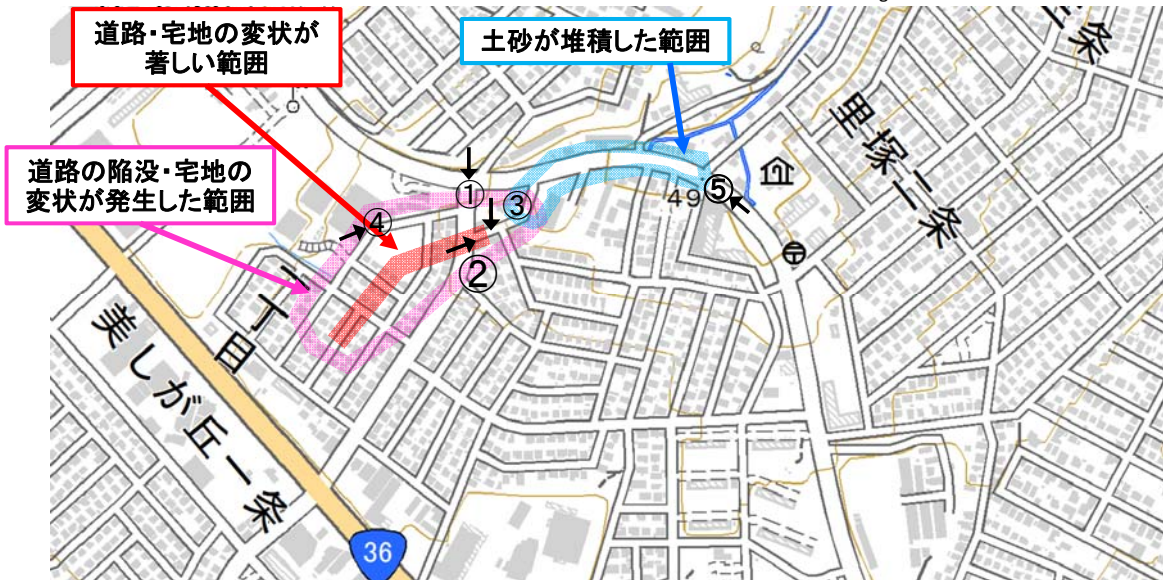 道路・宅地の変状が
著しい範囲
土砂が堆積した範囲
道路の陥没・宅地の
変状が発生した範囲
里塚二条
条
①
②
③
④
⑤
49
一丁目
美しが丘一条
36